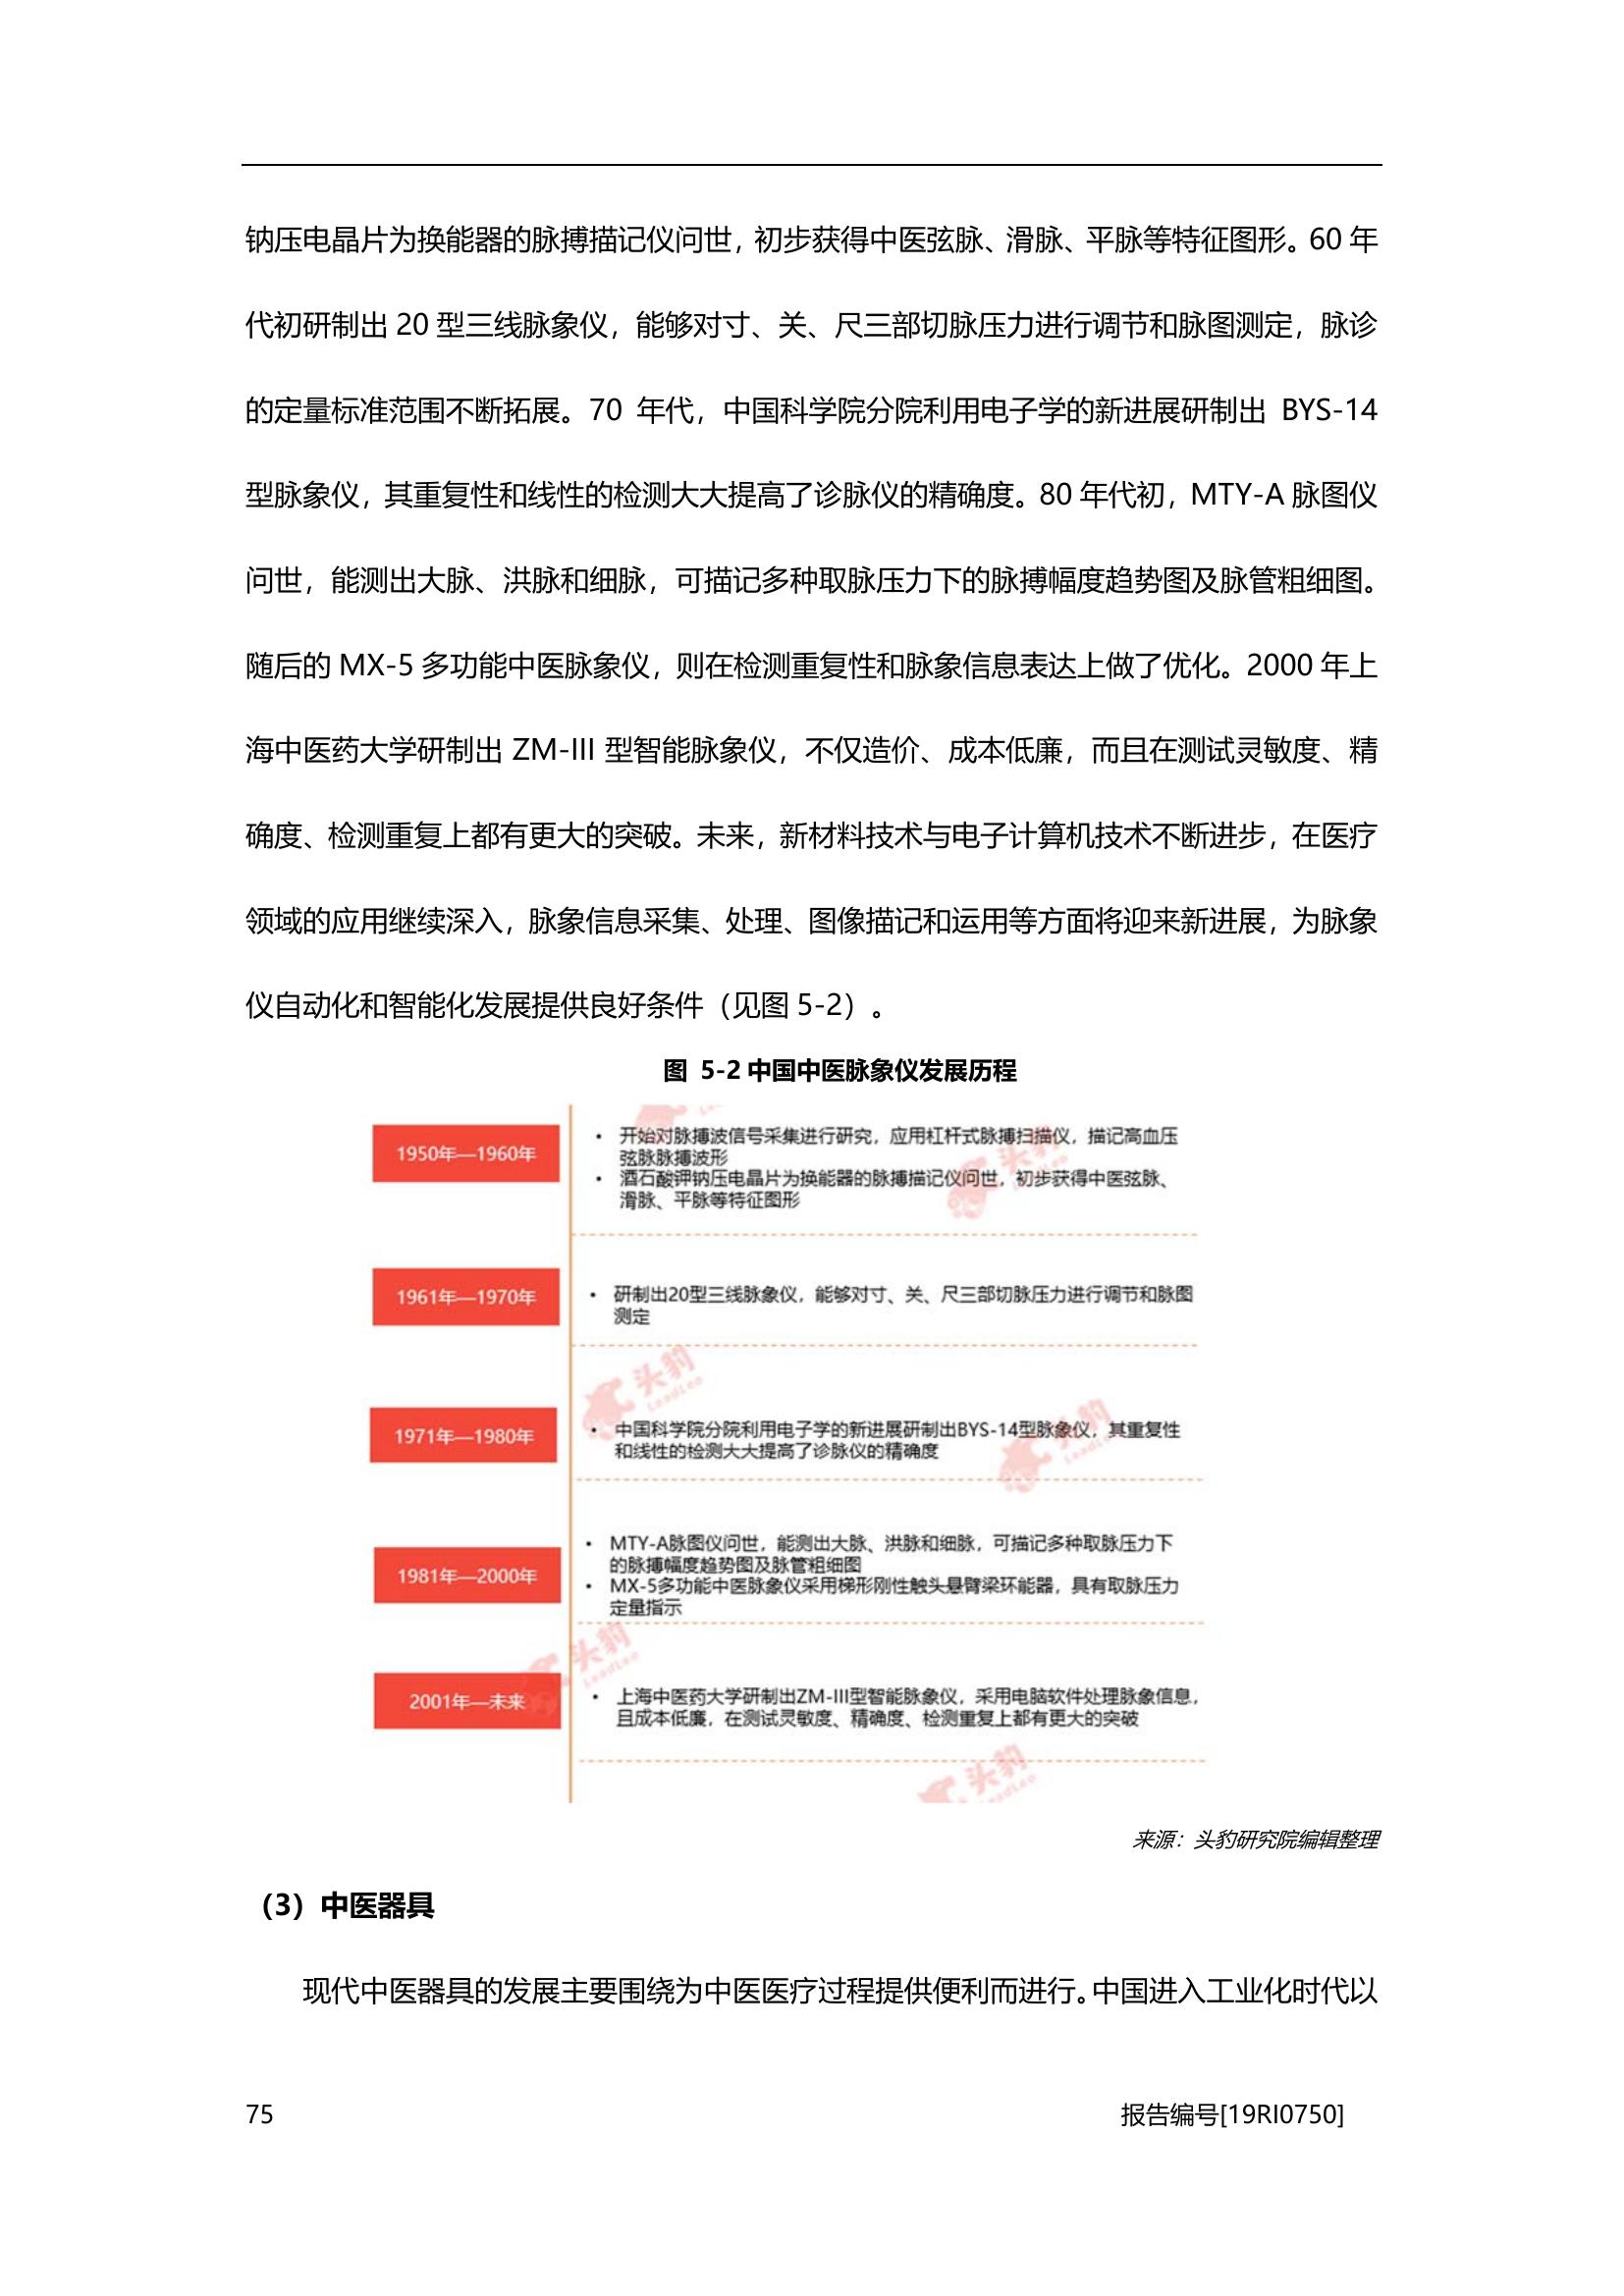 钠压电晶片为换能器的脉搏描记仪问世，初步获得中医弦脉、滑脉、平脉等特征图形。60 年
代初研制出 20 型三线脉象仪，能够对寸、关、尺三部切脉压力进行调节和脉图测定，脉诊
的定量标准范围不断拓展。70 年代，中国科学院分院利用电子学的新进展研制出 BYS-14
型脉象仪，其重复性和线性的检测大大提高了诊脉仪的精确度。80 年代初，MTY-A 脉图仪
问世，能测出大脉、洪脉和细脉，可描记多种取脉压力下的脉搏幅度趋势图及脉管粗细图。
随后的 MX-5 多功能中医脉象仪，则在检测重复性和脉象信息表达上做了优化。2000 年上
海中医药大学研制出 ZM-III 型智能脉象仪，不仅造价、成本低廉，而且在测试灵敏度、精
确度、检测重复上都有更大的突破。未来，新材料技术与电子计算机技术不断进步，在医疗
领域的应用继续深入，脉象信息采集、处理、图像描记和运用等方面将迎来新进展，为脉象
仪自动化和智能化发展提供良好条件（见图 5-2）。
图 5-2 中国中医脉象仪发展历程
1950年—1960年
• 开始对脉搏波信号采集进行研究，应用杠杆式脉搏扫描仪，描记高血压
弦脉脉搏波形
• 酒石酸钾钠压电晶片为换能器的脉搏描记仪问世，初步获得中医弦脉、
滑脉、平脉等特征图形
1961年—1970年
• 研制出20型三线脉象仪，能够对寸、关、尺三部切脉压力进行调节和脉图
测定
1971年—1980年
• 中国科学院分院利用电子学的新进展研制出BYS-14型脉象仪，其重复性
和线性的检测大大提高了诊脉仪的精确度
1981年—2000年
• MTY-A脉图仪问世，能测出大脉、洪脉和细脉，可描记多种取脉压力下
的脉搏幅度趋势图及脉管粗细图
• MX-5多功能中医脉象仪采用梯形刚性触头悬臂梁环能器，具有取脉压力
定量指示
2001年—未来
• 上海中医药大学研制出ZM-III型智能脉象仪，采用电脑软件处理脉象信息，
且成本低廉，在测试灵敏度、精确度、检测重复上都有更大的突破
头豹
LeadLeo
头豹
LeadLeo
头豹
头豹
LeadLeo
头豹
来源：头豹研究院编辑整理
（3）中医器具
现代中医器具的发展主要围绕为中医医疗过程提供便利而进行。中国进入工业化时代以
75
报告编号[19RI0750]